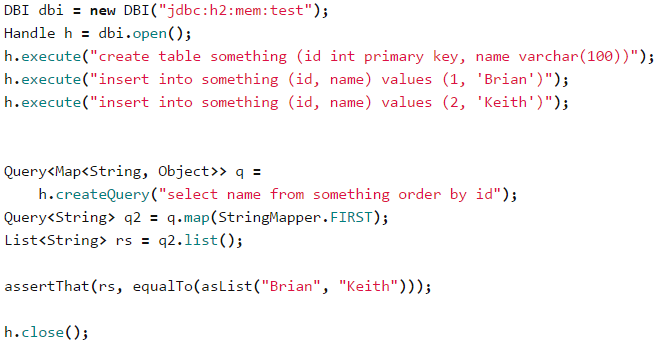 DBI dbi = new DBI("jdbc:h2:mem:test");
Handle h = dbi.open();
h.execute("create table something (id int primary key, name varchar(100))");
h.execute("insert into something (id, name) values (1, 'Brian')");
h.execute("insert into something (id, name) values (2, 'Keith')");
Query<Map<String, Object>> q =
h.createQuery("select name from something order by id");
Query<String> q2 = q.map(StringMapper.FIRST);
List<String> rs = q2.list();
assertThat(rs, equalTo(asList("Brian", "Keith")));
h.close();